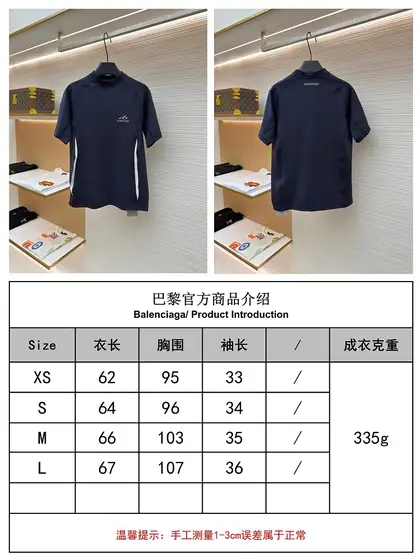 巴黎官方商品介绍
Balenciaga/ Product Introduction
Size 衣长 胸围 袖长 / 成衣克重
XS 62 95 33 /
S 64 96 34 /
M 66 103 35 / 335g
L 67 107 36 /
/
温馨提示：手工测量1-3cm误差属于正常